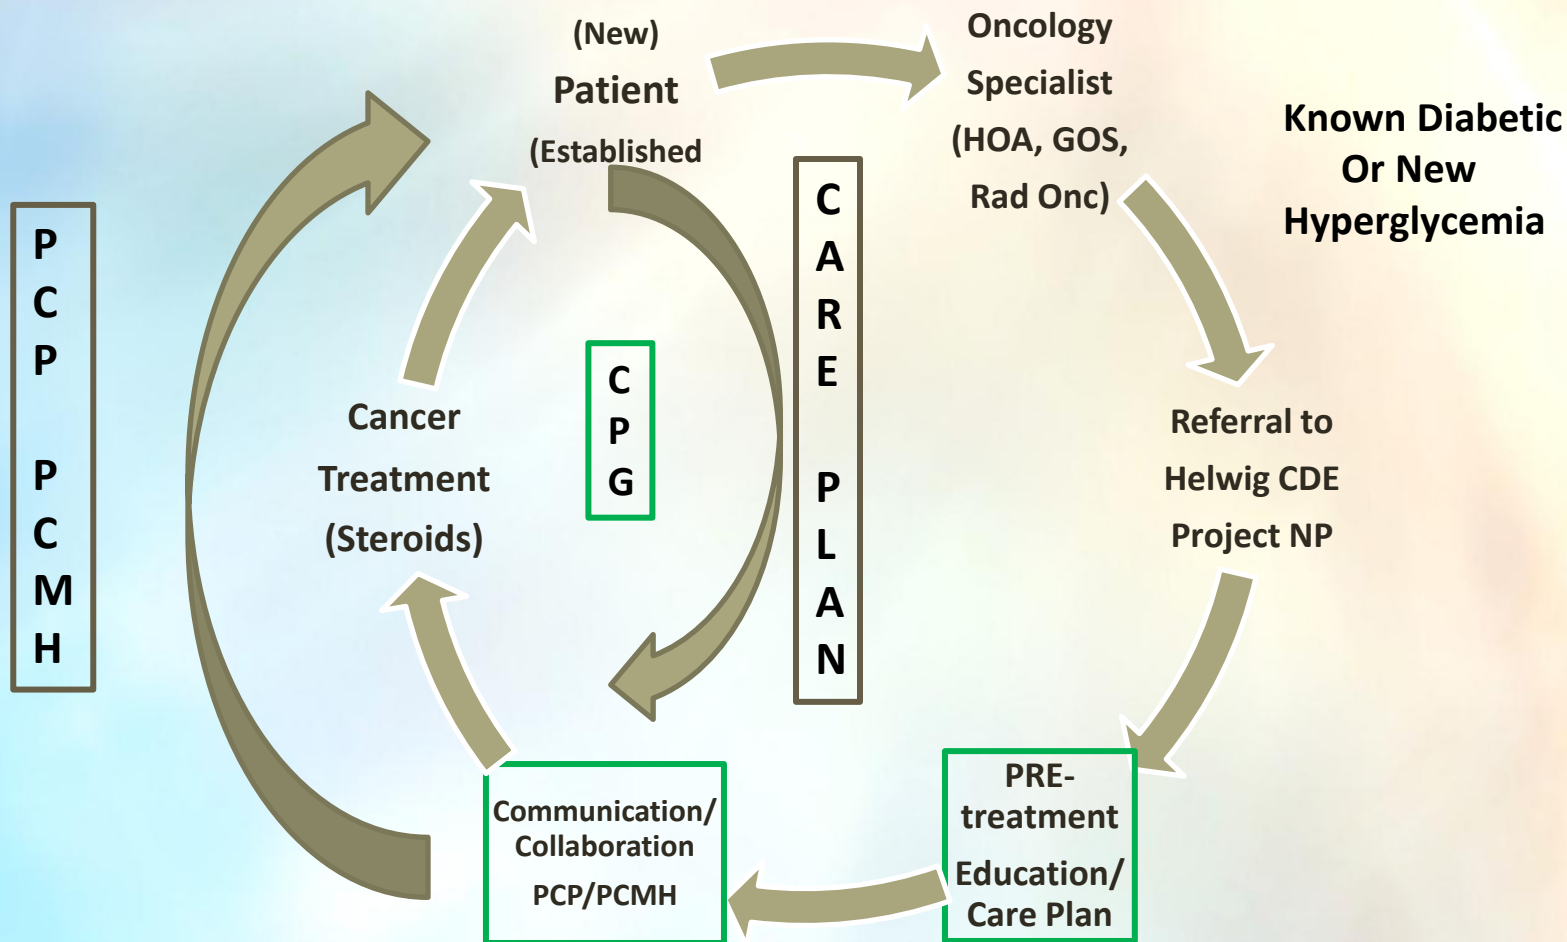 (New)
Patient
(Established
Oncology
Specialist
(HOA, GOS,
Rad Onc)
Known Diabetic
Or New
Hyperglycemia
Referral to
Helwig CDE
Project NP
PRE-
treatment
Education/
Care Plan
Communication/
Collaboration
PCP/PCMH
Cancer
Treatment
(Steroids)
P
C
P
P
C
M
H
C
P
G
C
A
R
E
P
L
A
N